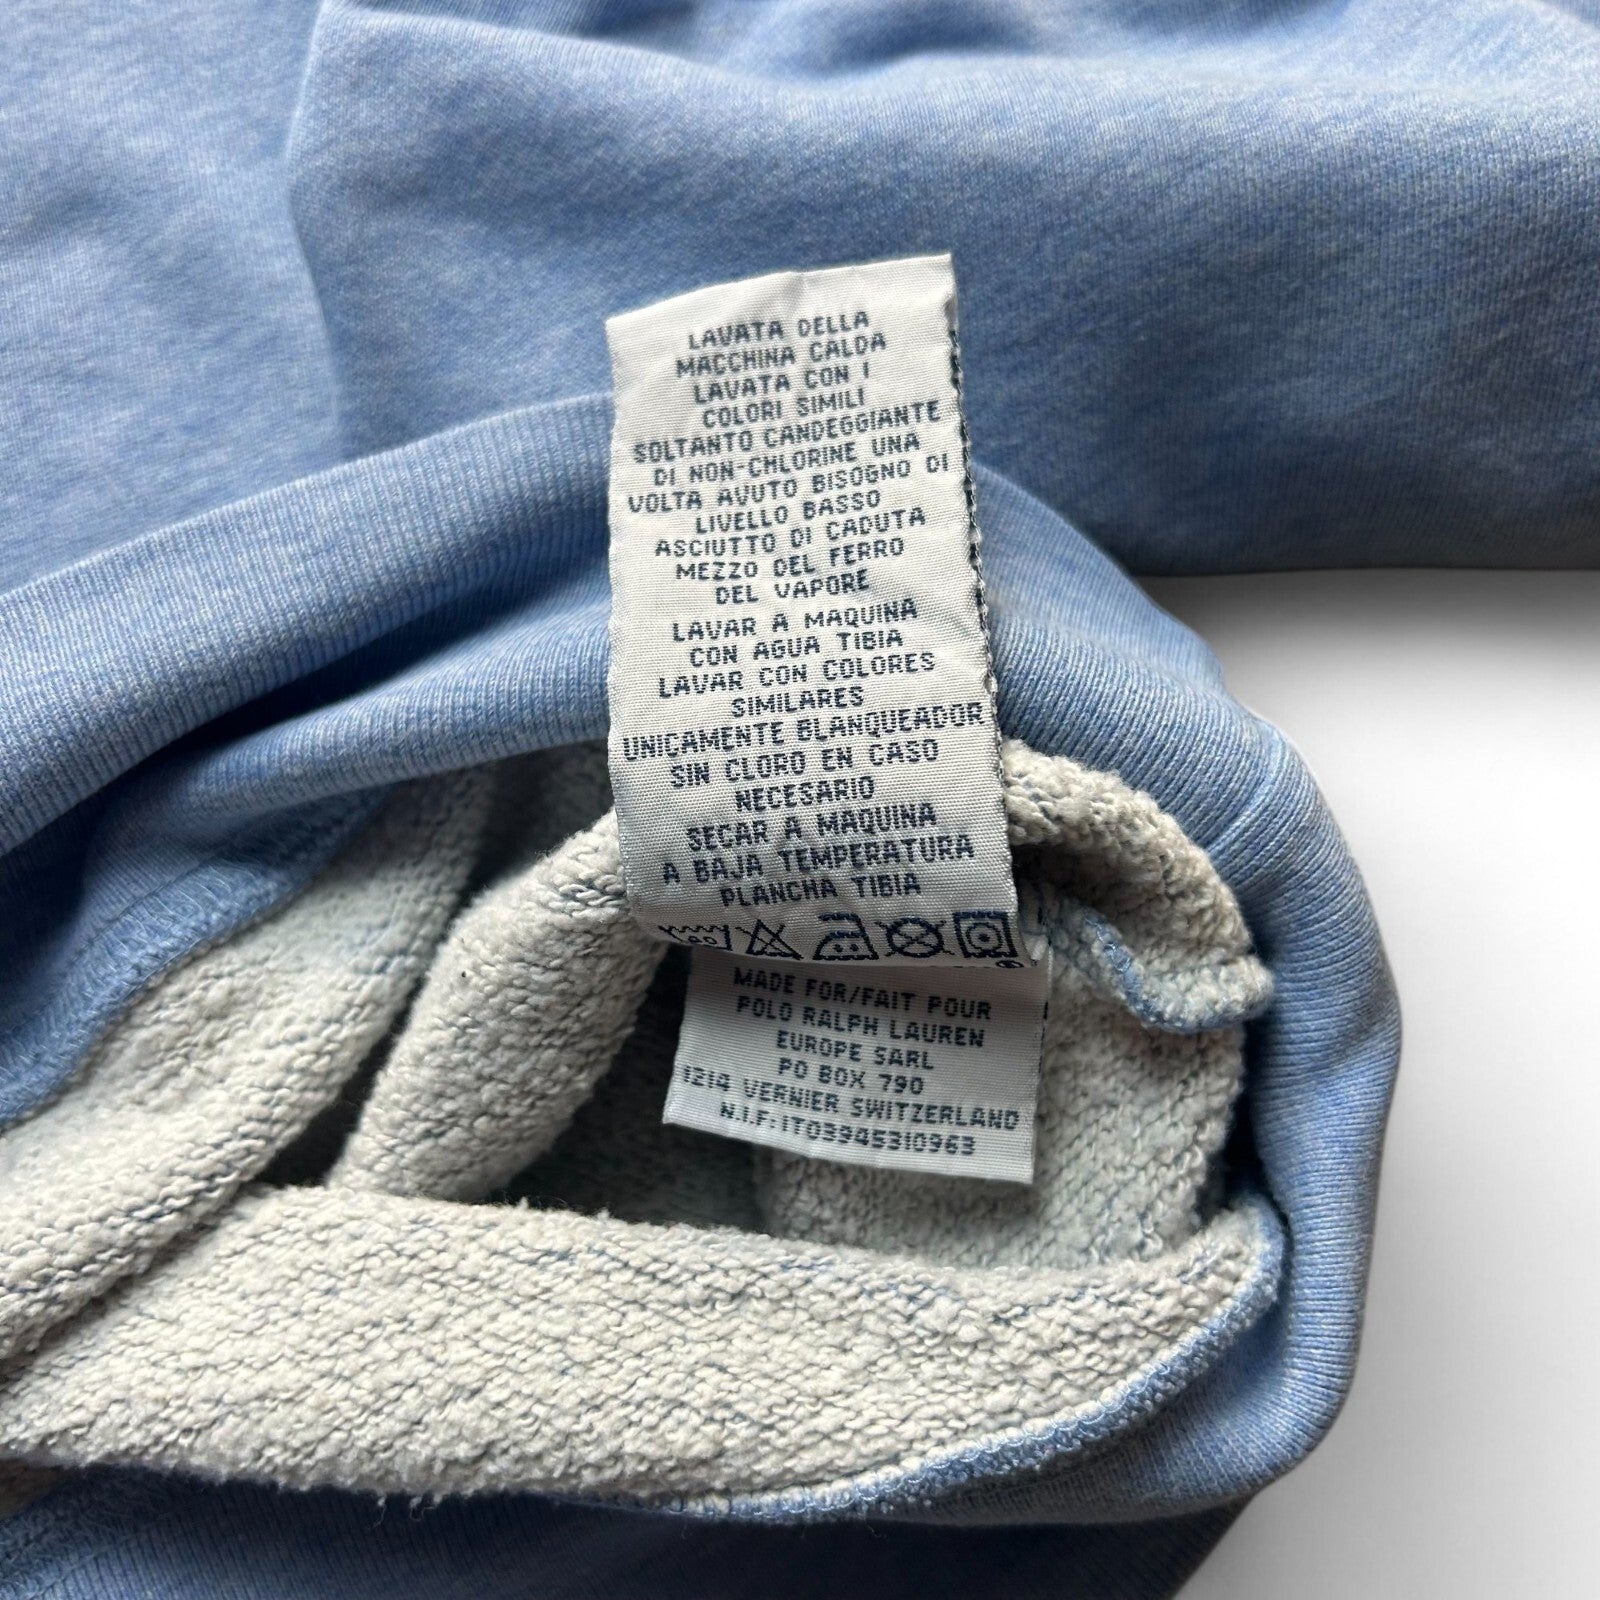 LAVATA DELLA
MACCHINA CALDA
LAVATA CON I
COLORI SIMILI
SOLTANTO CANDEGGIANTE
DI NON-CHLORINE UNA
VOLTA AVUTO BISOGNO DI
LIVELLO BASSO
ASCIUTTO DI CADUTA
MEZZO DEL FERRO
DEL VAPORE
LAVAR A MAQUINA
CON AGUA TIBIA
LAVAR CON COLORES
SIMILARES
UNICAMENTE BLANQUEADOR
SIN CLORO EN CASO
NECESARIO
SECAR A MAQUINA
A BAJA TEMPERATURA
PLANCHA TIBIA
MADE FOR/FAIT POUR
POLO RALPH LAUREN
EUROPE SARL
PO BOX 790
1214 VERNIER SWITZERLAND
N.I.F: IT03945310963